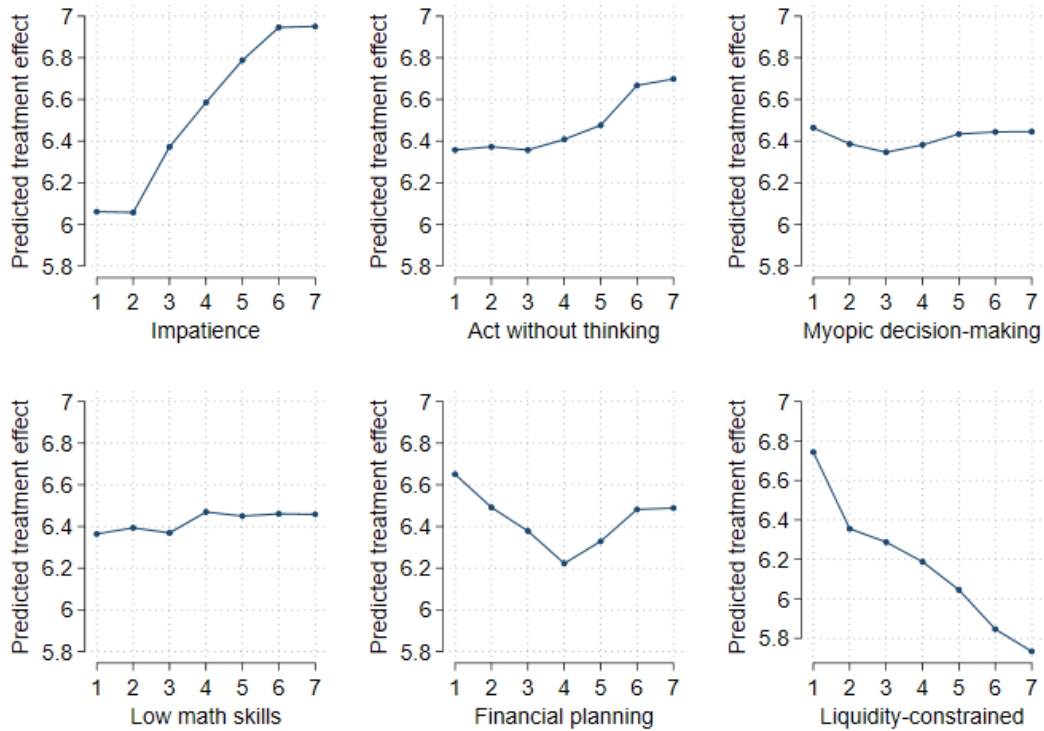 Predicted treatment effect
7
6.8
6.6
6.4
6.2
6
5.8
1 2 3 4 5 6 7
Impatience
Predicted treatment effect
7
6.8
6.6
6.4
6.2
6
5.8
1 2 3 4 5 6 7
Act without thinking
Predicted treatment effect
7
6.8
6.6
6.4
6.2
6
5.8
1 2 3 4 5 6 7
Myopic decision-making
Predicted treatment effect
7
6.8
6.6
6.4
6.2
6
5.8
1 2 3 4 5 6 7
Low math skills
Predicted treatment effect
7
6.8
6.6
6.4
6.2
6
5.8
1 2 3 4 5 6 7
Financial planning
Predicted treatment effect
7
6.8
6.4
6.2
6
5.8
1 2 3 4 5 6 7
Liquidity-constrained